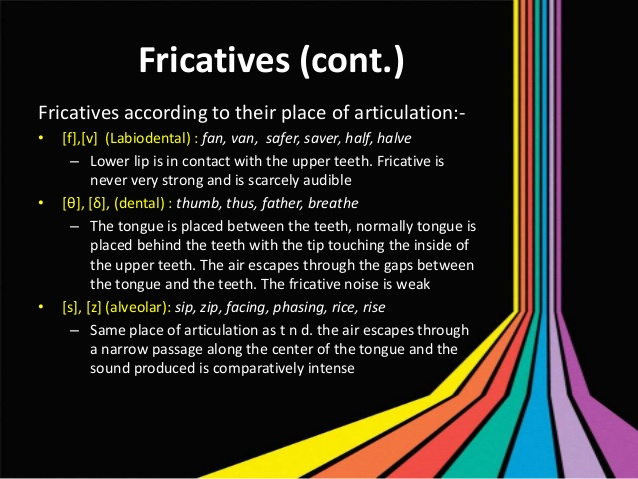 Fricatives (cont.)
Fricatives according to their place of articulation:-
• [f],[v] (Labiodental) : fan, van, safer, saver, half, halve
– Lower lip is in contact with the upper teeth. Fricative is
never very strong and is scarcely audible
• [θ], [δ], (dental) : thumb, thus, father, breathe
– The tongue is placed between the teeth, normally tongue is
placed behind the teeth with the tip touching the inside of
the upper teeth. The air escapes through the gaps between
the tongue and the teeth. The fricative noise is weak
• [s], [z] (alveolar): sip, zip, facing, phasing, rice, rise
– Same place of articulation as t n d. the air escapes through
a narrow passage along the center of the tongue and the
sound produced is comparatively intense